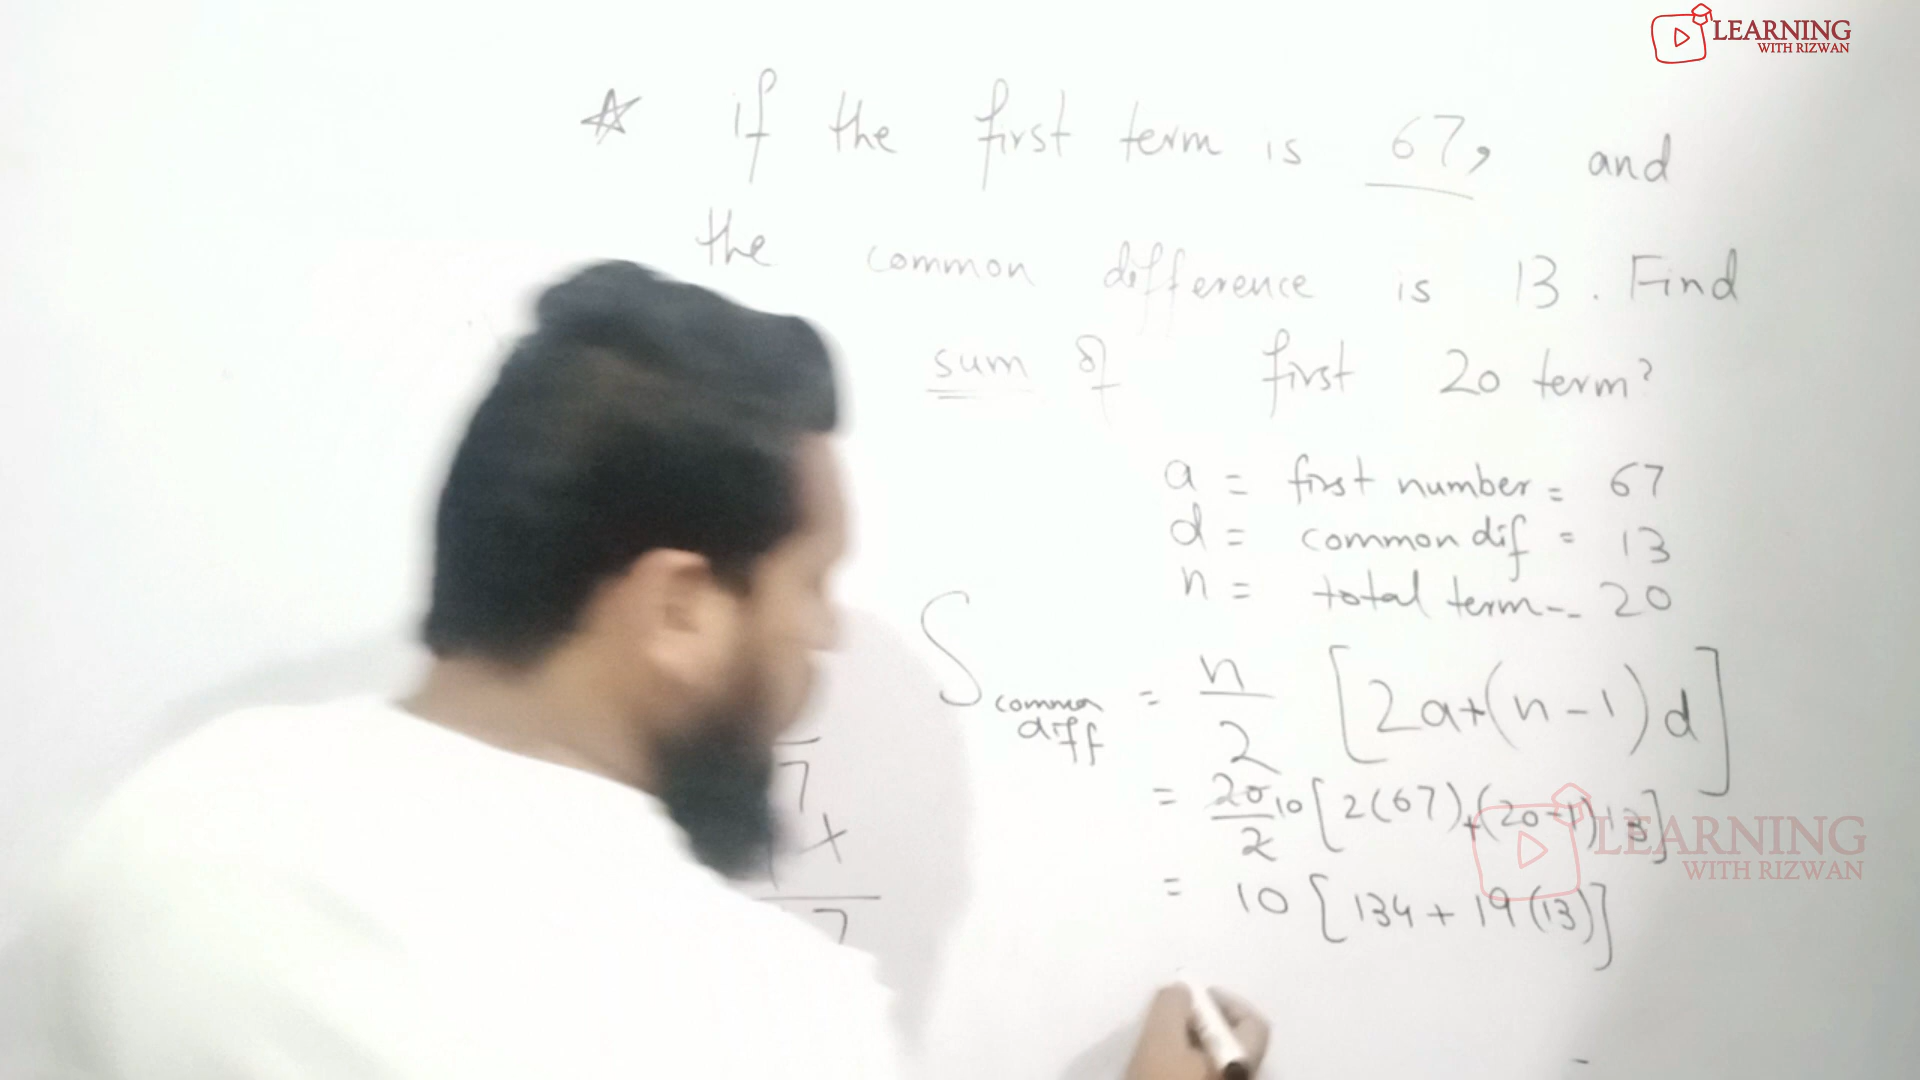 LEARNING
WITH RIZWAN
☆ if the first term is 67, and
the common difference is 13. Find
sum of first 20 term?
a = first number = 67
d = common dif = 13
n = total term -- 20
S common diff = n/2 [2a+(n-1)d]
= 20/2 10 [2(67)+(20-1)13]
LEARNING
WITH RIZWAN
= 10 [134 + 19(13)]
7
x
7